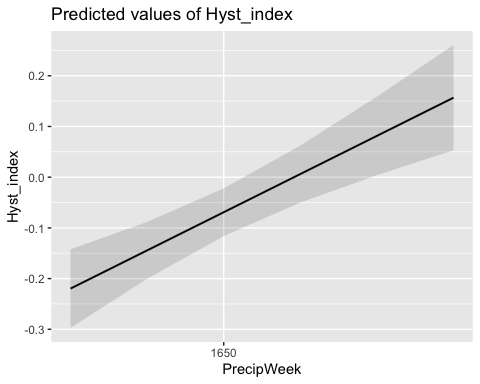 Predicted values of Hyst_index
Hyst_index
0.2
0.1
0.0
-0.1
-0.2
-0.3
1650
PrecipWeek